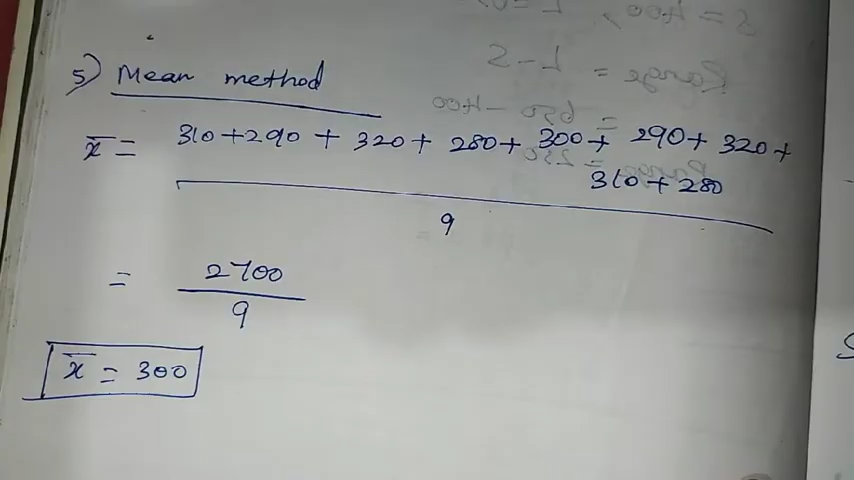 5) Mean method
x̄ = 310 + 290 + 320 + 280 + 300 + 290 + 320 +
310 + 280
9
= 2700
9
x̄ = 300